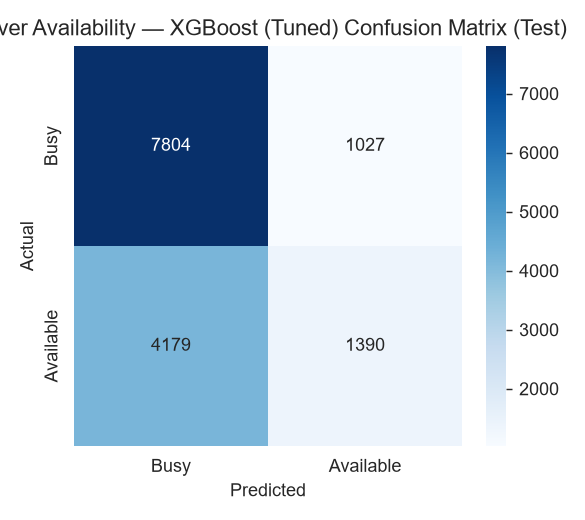 ver Availability — XGBoost (Tuned) Confusion Matrix (Test)
Busy
7804
1027
Available
4179
1390
Actual
Busy
Available
Predicted
7000
6000
5000
4000
3000
2000